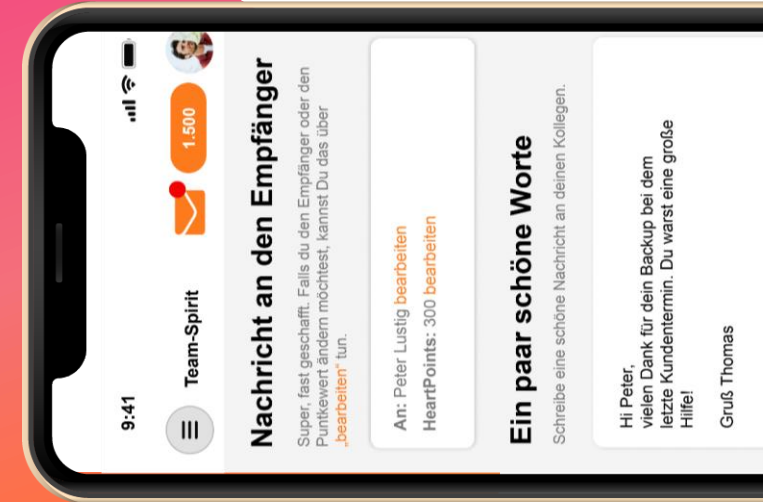 9:41
Team-Spirit
1.500
Nachricht an den Empfänger
Super, fast geschafft. Falls du den Empfänger oder den
Puntkewert ändern möchtest, kannst Du das über
„bearbeiten" tun.
An: Peter Lustig bearbeiten
HeartPoints: 300 bearbeiten
Ein paar schöne Worte
Schreibe eine schöne Nachricht an deinen Kollegen.
Hi Peter,
vielen Dank für dein Backup bei dem
letzte Kundentermin. Du warst eine große
Hilfe!
Gruß Thomas